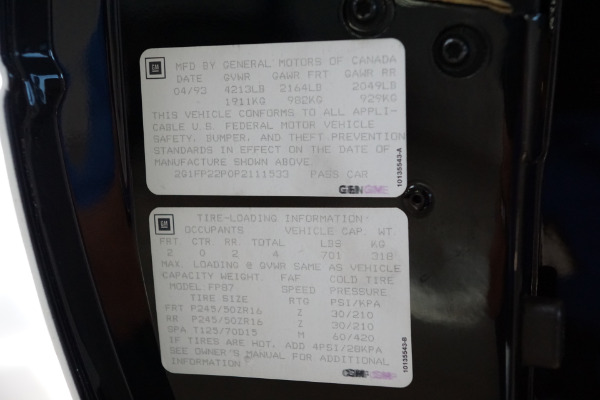 GM
MFD BY GENERAL MOTORS OF CANADA
DATE GVWR GAWR FRT GAWR RR
04/93 4213LB 2164LB 2049LB
1911KG 982KG 929KG
THIS VEHICLE CONFORMS TO ALL APPLI-
CABLE U.S. FEDERAL MOTOR VEHICLE
SAFETY, BUMPER, AND THEFT PREVENTION
STANDARDS IN EFFECT ON THE DATE OF
MANUFACTURE SHOWN ABOVE
2G1FP22P0P2111533 PASS CAR
10135543-A
GM
TIRE-LOADING INFORMATION
OCCUPANTS VEHICLE CAP. WT.
FRT CTR. RR. TOTAL LBS KG
2 0 2 4 701 318
MAX. LOADING @ GVWR SAME AS VEHICLE
CAPACITY WEIGHT. FAF COLD TIRE
MODEL FP87 SPEED PRESSURE
TIRE SIZE RTG PSI/KPA
FRT P245/50ZR16 Z 30/210
RR P245/50ZR16 Z 30/210
SPA T125/70D15 M 60/420
IF TIRES ARE HOT, ADD 4PSI/28KPA
SEE OWNER'S MANUAL FOR ADDITIONAL
INFORMATION
10135543-B